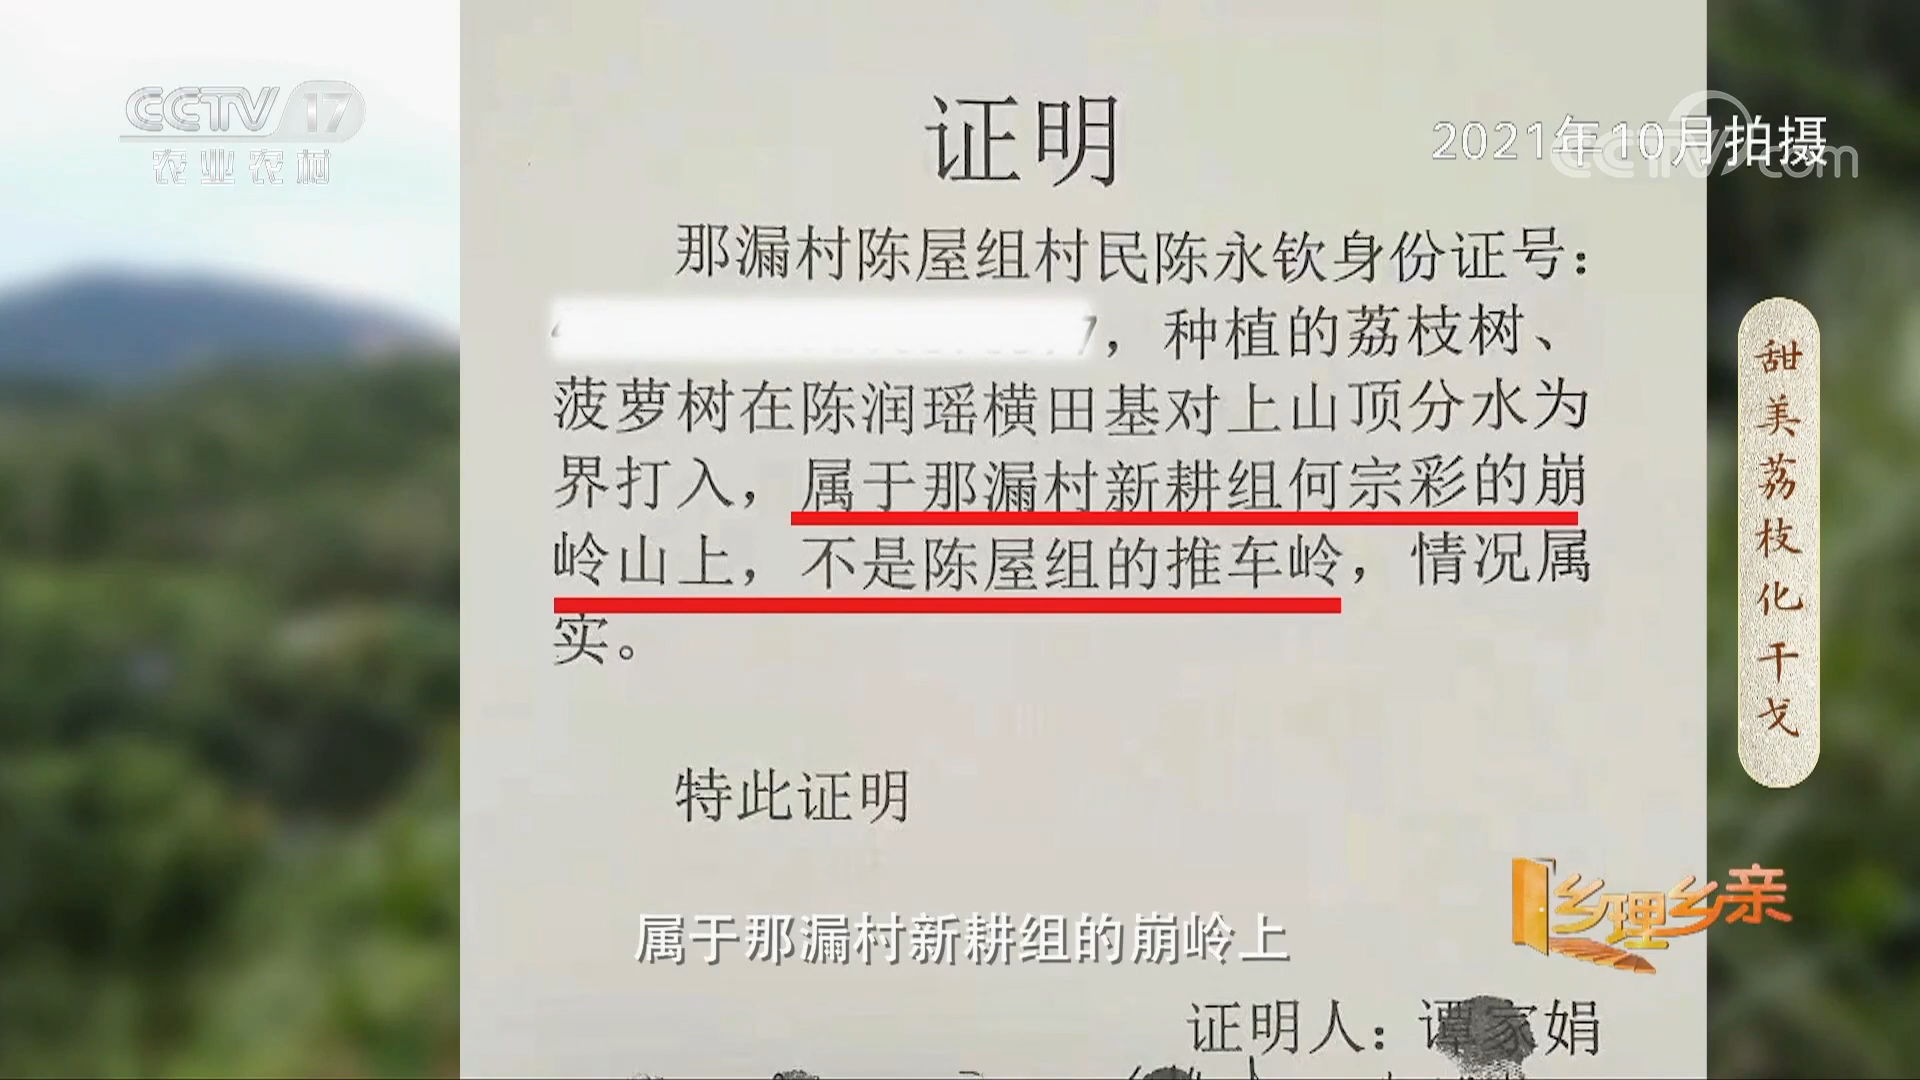 CCTV 17
农业农村
2021年10月拍摄
CCTV.com
证明
那漏村陈屋组村民陈永钦身份证号:
7，种植的荔枝树、
菠萝树在陈润瑶横田基对上山顶分水为
界打入，属于那漏村新耕组何宗彩的崩
岭山上，不是陈屋组的推车岭，情况属
实。
特此证明
属于那漏村新耕组的崩岭上
证明人：谭家娟
甜美荔枝化干戈
乡理乡亲